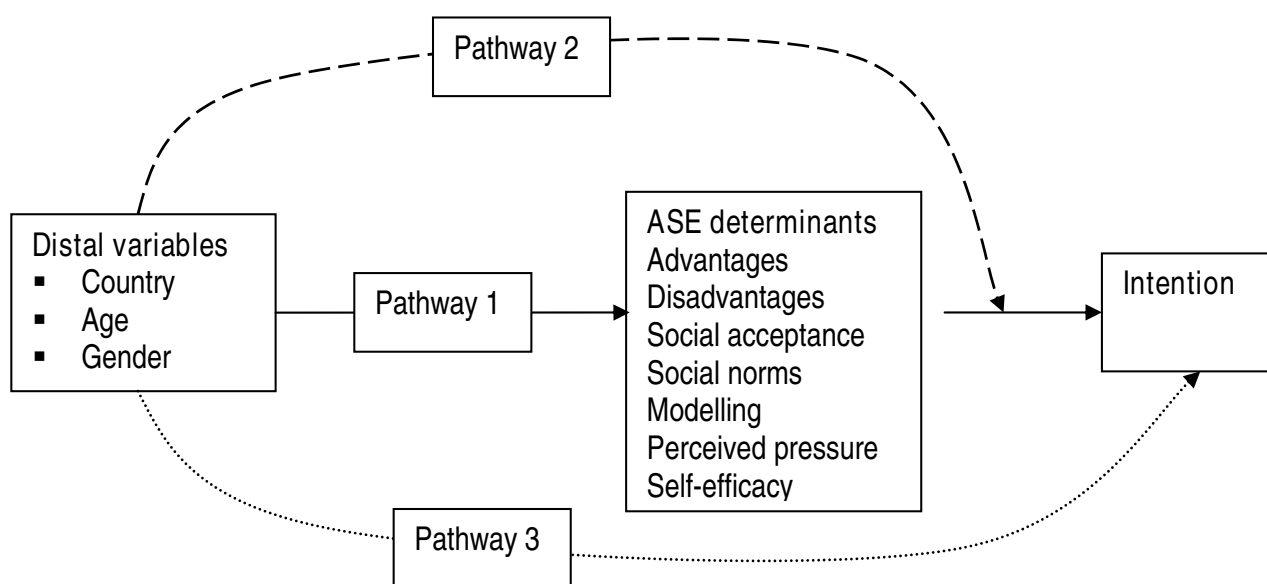 Pathway 2
Distal variables
▪ Country
▪ Age
▪ Gender
Pathway 1
ASE determinants
Advantages
Disadvantages
Social acceptance
Social norms
Modelling
Perceived pressure
Self-efficacy
Intention
Pathway 3